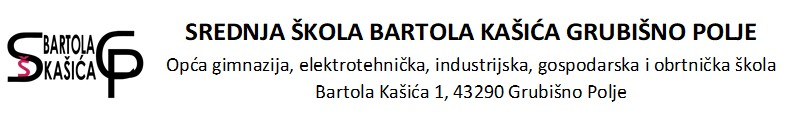 BARTOLA
Š KAŠIĆA GP
SREDNJA ŠKOLA BARTOLA KAŠIĆA GRUBIŠNO POLJE
Opća gimnazija, elektrotehnička, industrijska, gospodarska i obrtnička škola
Bartola Kašića 1, 43290 Grubišno Polje